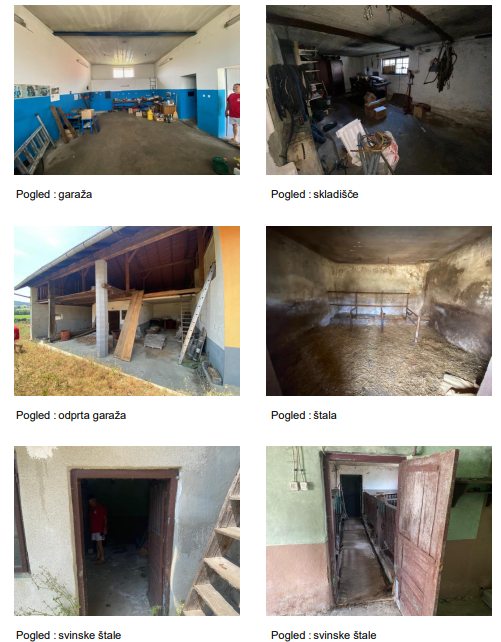 Pogled : garaža
Pogled : skladišče
Pogled : odprta garaža
Pogled : štala
Pogled : svinske štale
Pogled : svinske štale